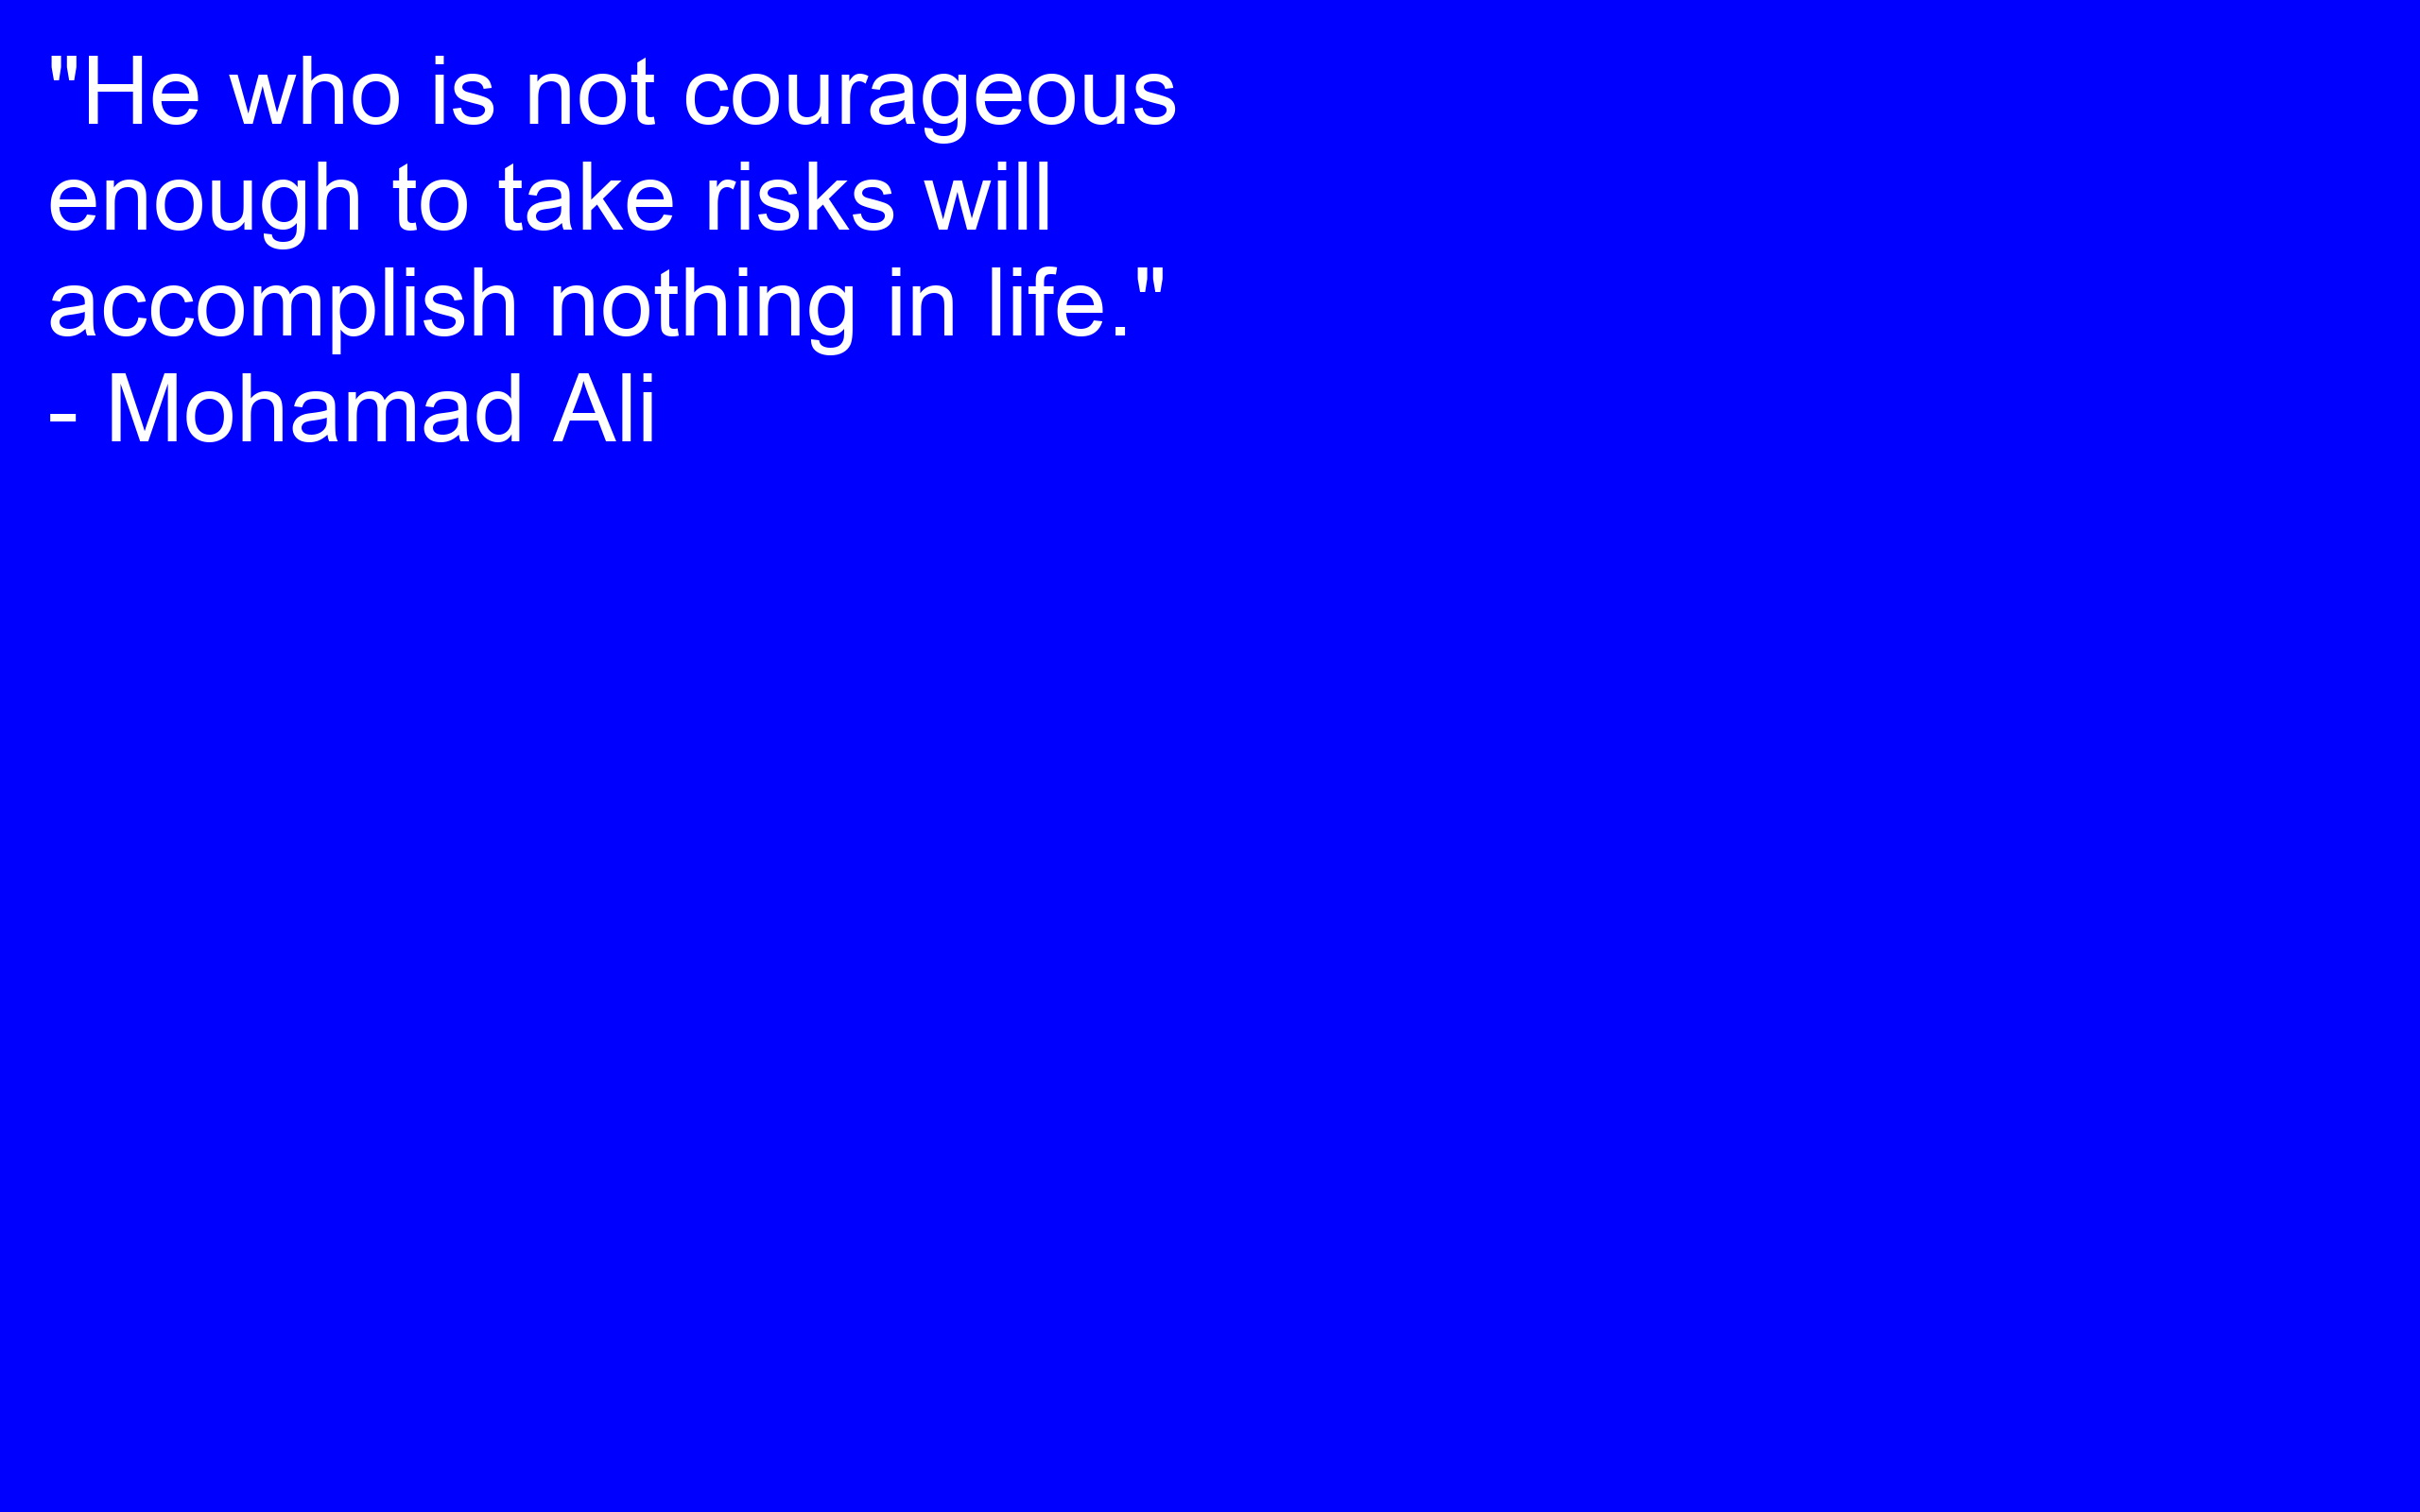 "He who is not courageous
enough to take risks will
accomplish nothing in life."
- Mohamad Ali